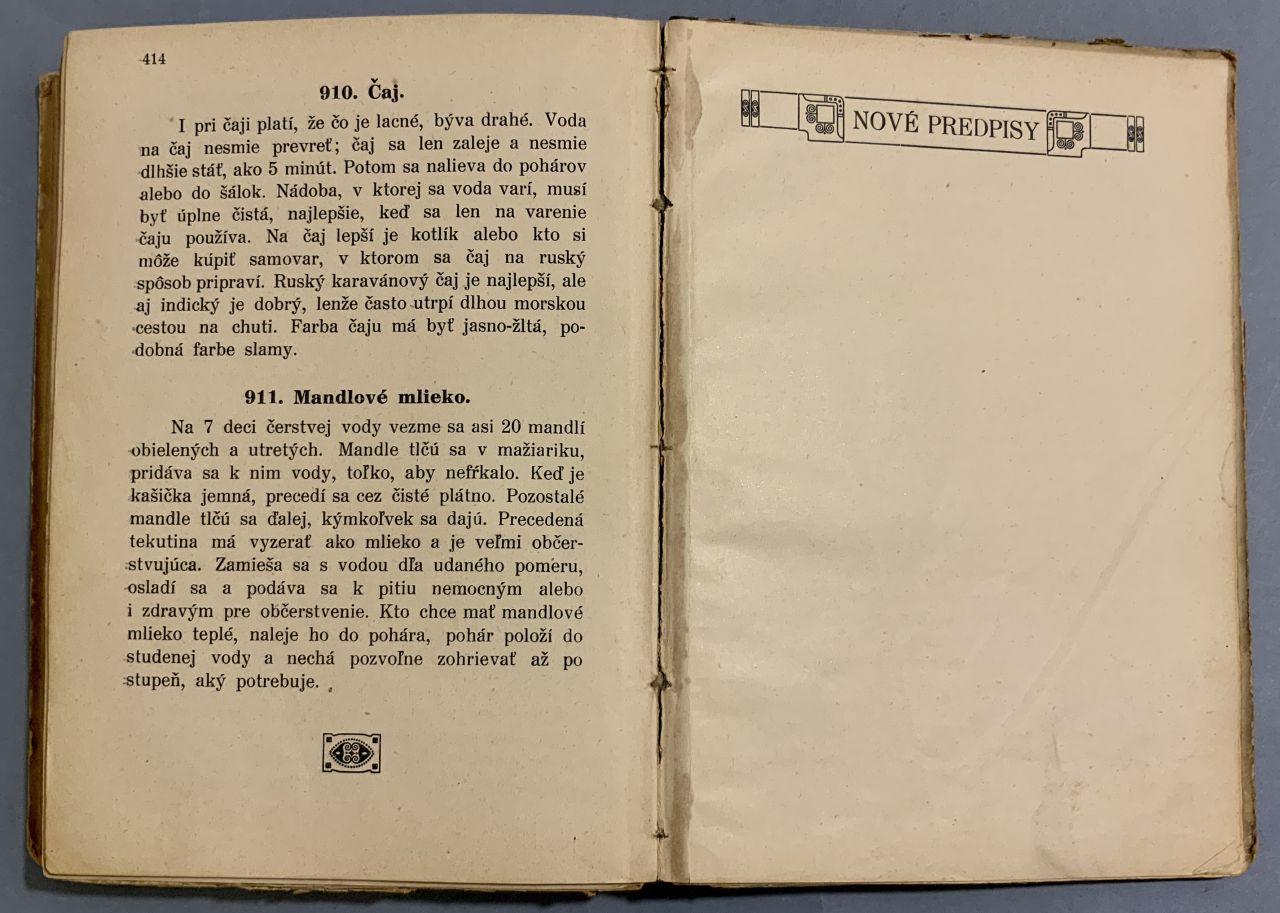 414
910. Čaj.
I pri čaji platí, že čo je lacné, býva drahé. Voda
na čaj nesmie prevreť; čaj sa len zaleje a nesmie
dlhšie stáť, ako 5 minút. Potom sa nalieva do pohárov
alebo do šálok. Nádoba, v ktorej sa voda varí, musí
byť úplne čistá, najlepšie, keď sa len na varenie
čaju používa. Na čaj lepší je kotlík alebo kto si
môže kúpiť samovar, v ktorom sa čaj na ruský
spôsob pripraví. Ruský karavánový čaj je najlepší, ale
aj indický je dobrý, lenže často utrpí dlhou morskou
cestou na chuti. Farba čaju má byť jasno-žltá, po-
dobná farbe slamy.
911. Mandlové mlieko.
Na 7 deci čerstvej vody vezme sa asi 20 mandlí
obielených a utretých. Mandle tlčú sa v mažiariku,
pridáva sa k nim vody, toľko, aby nefŕkalo. Keď je
kašička jemná, precedí sa cez čisté plátno. Pozostalé
mandle tlčú sa ďalej, kýmkoľvek sa dajú. Precedená
tekutina má vyzerať ako mlieko a je veľmi občer-
stvujúca. Zamieša sa s vodou dľa udaného pomeru,
osladí sa a podáva sa k pitiu nemocným alebo
i zdravým pre občerstvenie. Kto chce mať mandlové
mlieko teplé, naleje ho do pohára, pohár položí do
studenej vody a nechá pozvoľne zohrievať až po
stupeň, aký potrebuje.
NOVÉ PREDPISY